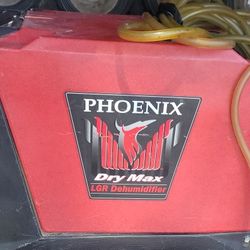 PHOENIX
Dry Max
LGR Dehumidifier